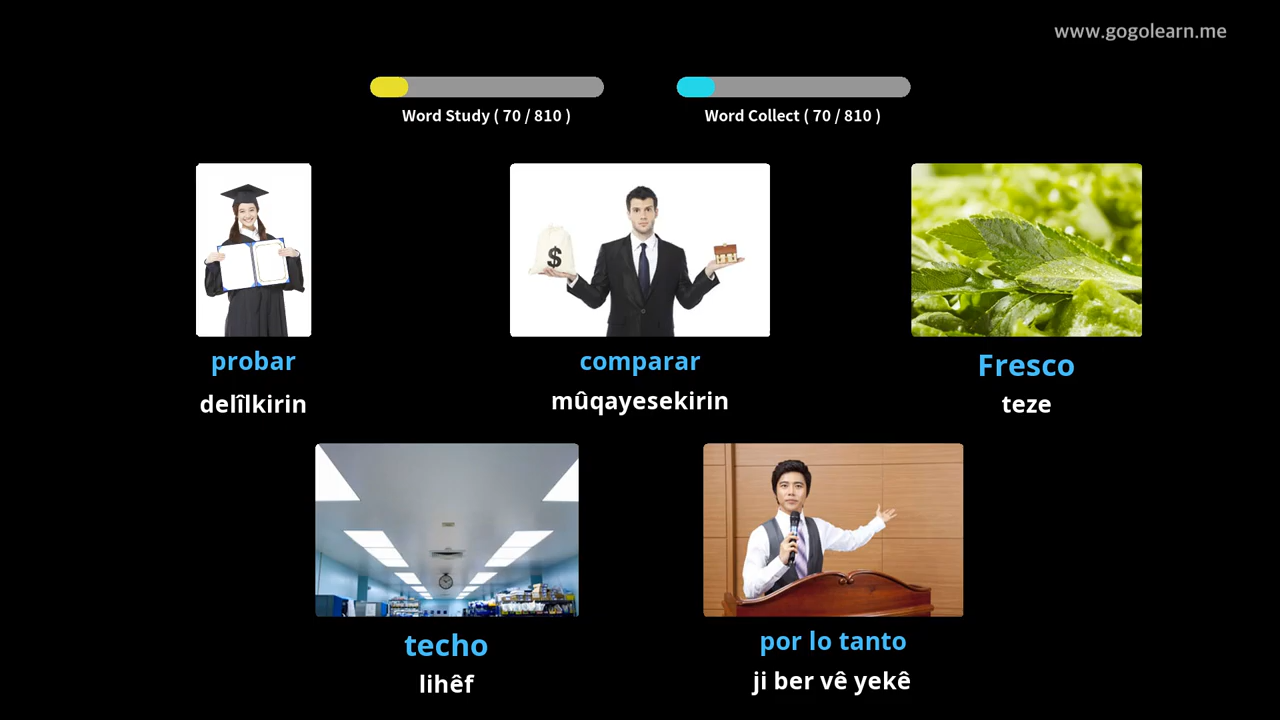 www.gogolearn.me
Word Study ( 70 / 810 )
Word Collect ( 70 / 810 )
$
probar
delîlkirin
comparar
mûqayesekirin
Fresco
teze
techo
lihêf
por lo tanto
ji ber vê yekê